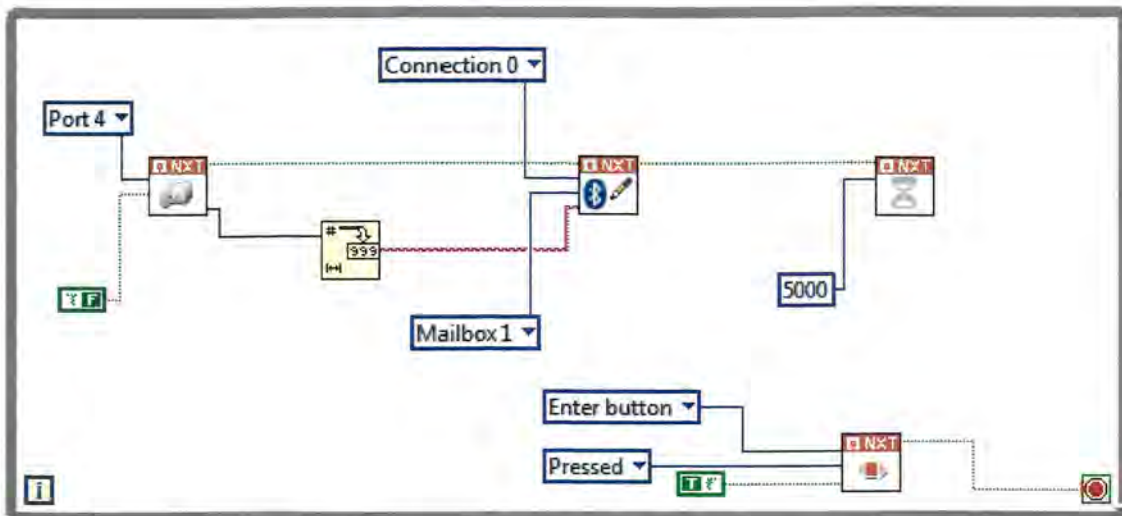 Connection 0
Port 4
NXT
NXT
NXT
#
999
F
5000
Mailbox 1
Enter button
NXT
Pressed
T
i